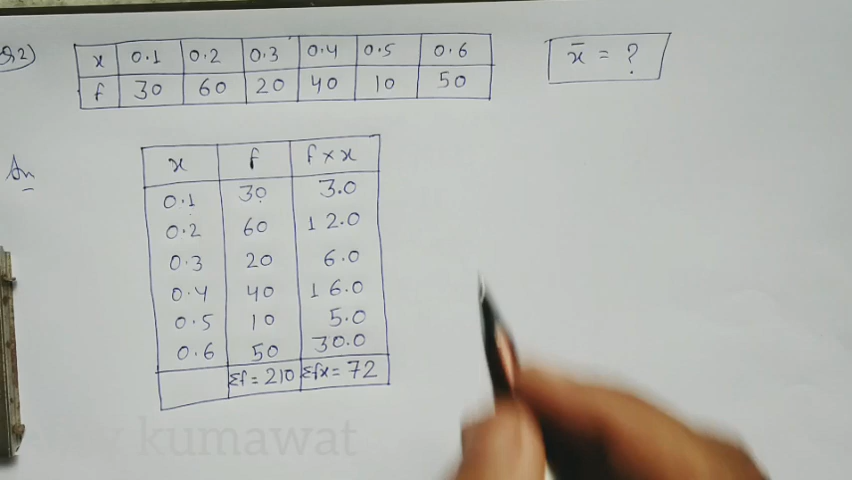 Q.2) x 0.1 0.2 0.3 0.4 0.5 0.6 x̄ = ?
f 30 60 20 40 10 50
An
x f f × x
0.1 30 3.0
0.2 60 12.0
0.3 20 6.0
0.4 40 16.0
0.5 10 5.0
0.6 50 30.0
Σf = 210 Σfx = 72
kumawat